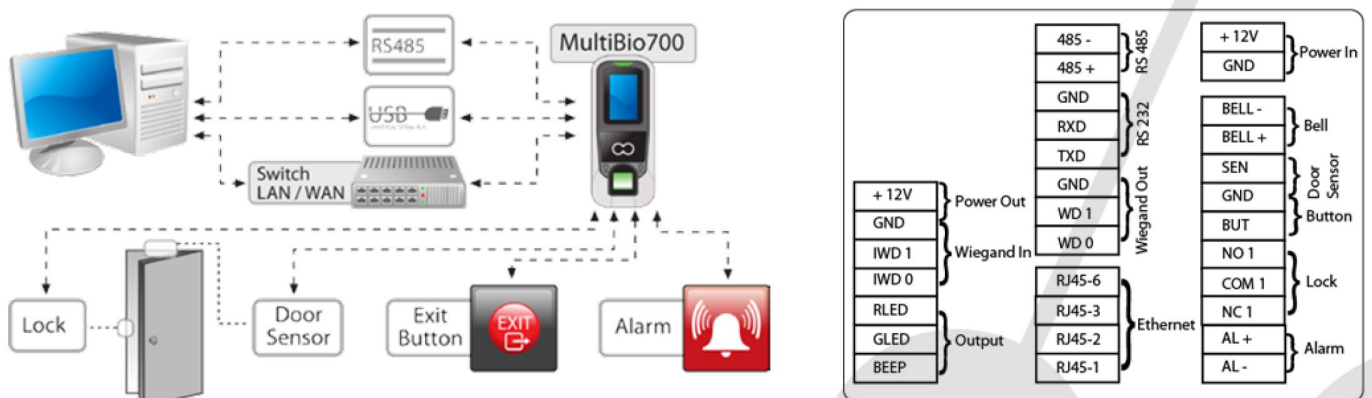 RS485
MultiBio700
USB
UNIVERSAL SERIAL BUS
Switch
LAN / WAN
Lock
Door
Sensor
Exit
Button
EXIT
Alarm
+ 12V
GND
IWD 1
IWD 0
RLED
GLED
BEEP
Power Out
Wiegand In
Output
485 -
485 +
GND
RXD
TXD
GND
WD 1
WD 0
RS 485
RS 232
Wiegand Out
RJ45-6
RJ45-3
RJ45-2
RJ45-1
Ethernet
+ 12V
GND
Power In
BELL -
BELL +
SEN
GND
BUT
NO 1
COM 1
NC 1
AL +
AL -
Bell
Door
Sensor
Button
Lock
Alarm